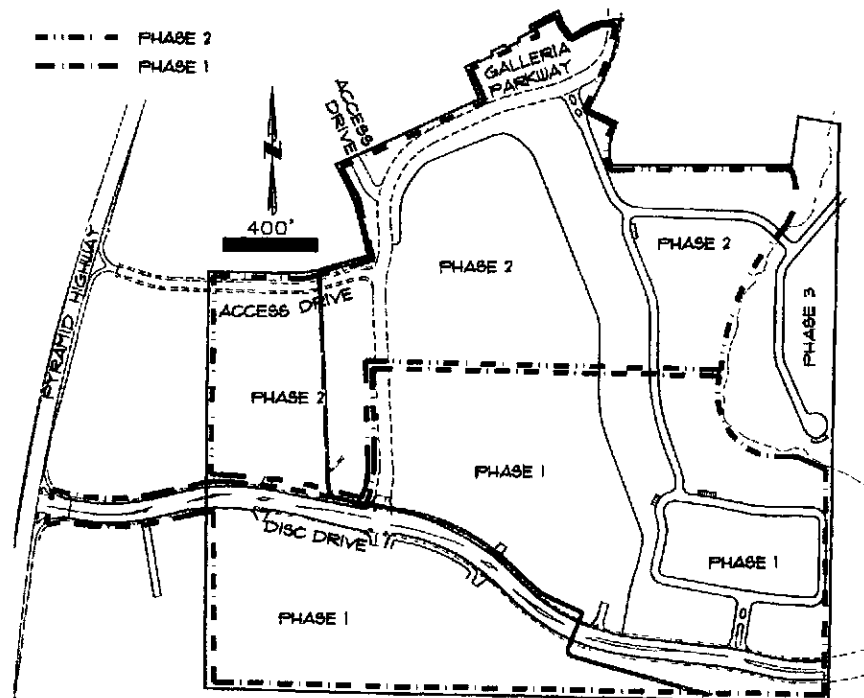 PHASE 2
PHASE 1
GALLERIA
PARKWAY
ACCESS
DRIVE
N
400'
PYRAMID HIGHWAY
PHASE 2
PHASE 2
ACCESS DRIVE
PHASE 3
PHASE 2
PHASE 1
DISC DRIVE
PHASE 1
PHASE 1